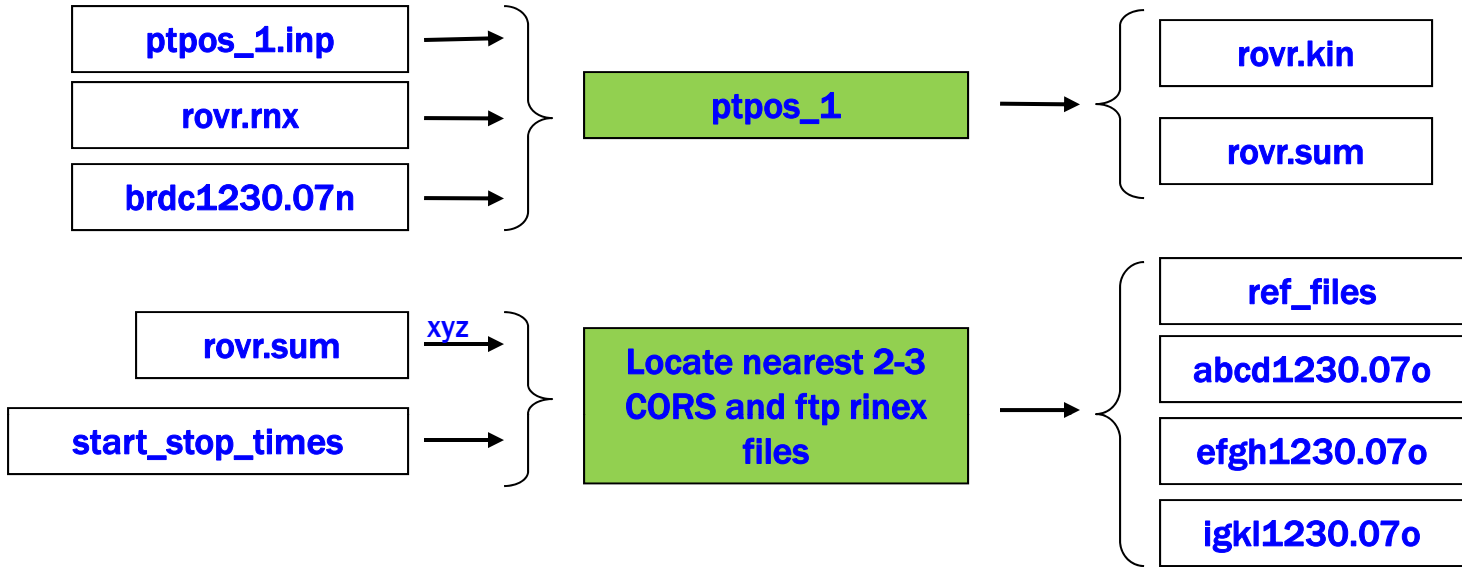 ptpos_1.inp
rovr.rnx
brdc1230.07n
ptpos_1
rovr.kin
rovr.sum
rovr.sum
xyz
start_stop_times
Locate nearest 2-3
CORS and ftp rinex
files
ref_files
abcd1230.07o
efgh1230.07o
igkl1230.07o